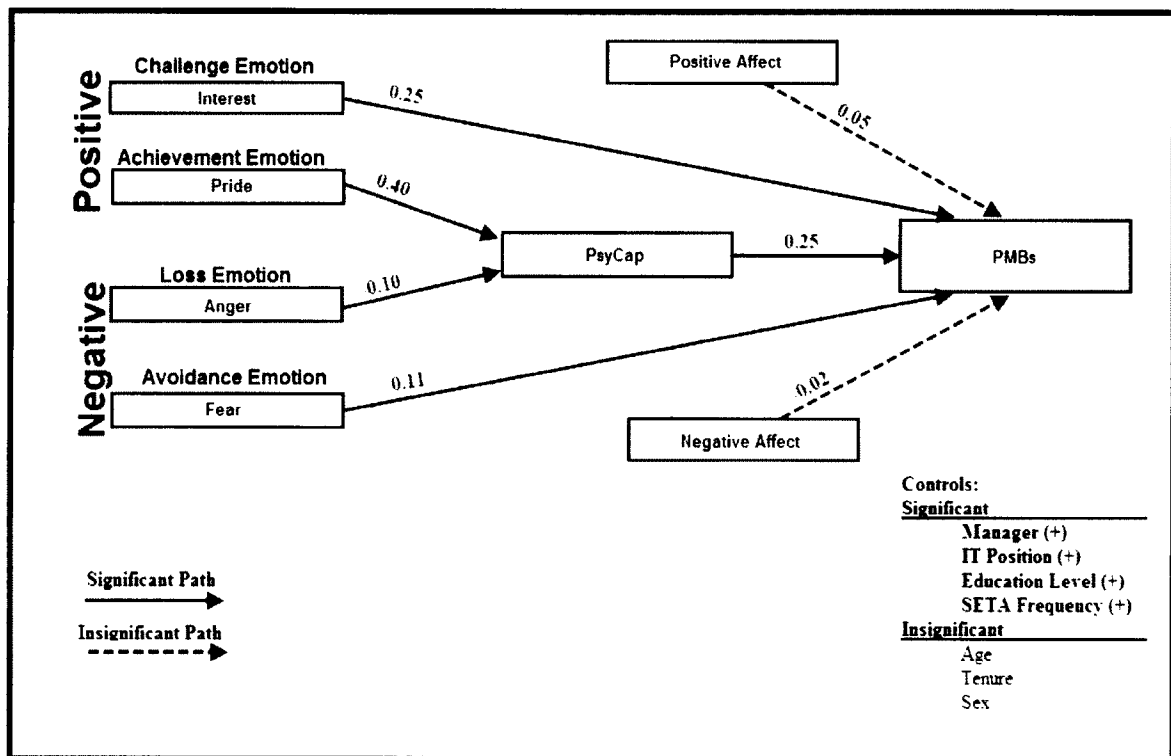 Positive
Challenge Emotion
Interest
0.25
Positive Affect
0.05
Achievement Emotion
Pride
0.40
PsyCap
0.25
PMBs
Negative
Loss Emotion
Anger
0.10
Avoidance Emotion
Fear
0.11
-0.02
Negative Affect
Controls:
Significant
Manager (+)
IT Position (+)
Education Level (+)
SETA Frequency (+)
Insignificant
Age
Tenure
Sex
Significant Path
Insignificant Path